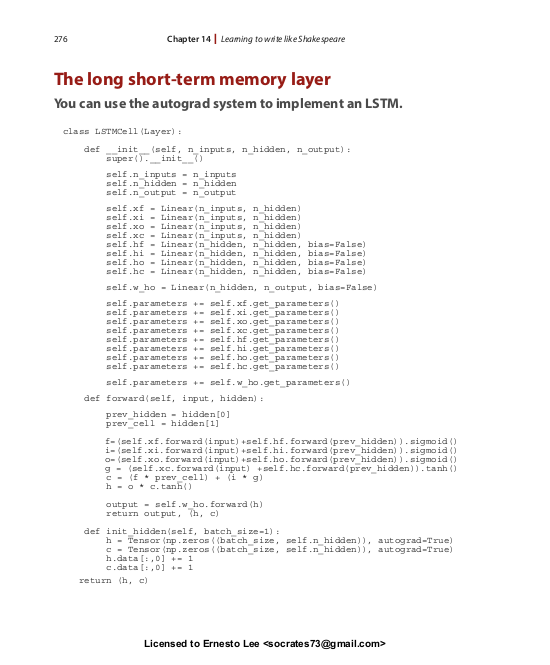 276
Chapter 14 | Learning to write like Shakespeare
The long short-term memory layer
You can use the autograd system to implement an LSTM.
class LSTMCell(Layer):
    def __init__(self, n_inputs, n_hidden, n_output):
        super().__init__()
        self.n_inputs = n_inputs
        self.n_hidden = n_hidden
        self.n_output = n_output
        self.xf = Linear(n_inputs, n_hidden)
        self.xi = Linear(n_inputs, n_hidden)
        self.xo = Linear(n_inputs, n_hidden)
        self.xc = Linear(n_inputs, n_hidden)
        self.hf = Linear(n_hidden, n_hidden, bias=False)
        self.hi = Linear(n_hidden, n_hidden, bias=False)
        self.ho = Linear(n_hidden, n_hidden, bias=False)
        self.hc = Linear(n_hidden, n_hidden, bias=False)
        self.w_ho = Linear(n_hidden, n_output, bias=False)
        self.parameters += self.xf.get_parameters()
        self.parameters += self.xi.get_parameters()
        self.parameters += self.xo.get_parameters()
        self.parameters += self.xc.get_parameters()
        self.parameters += self.hf.get_parameters()
        self.parameters += self.hi.get_parameters()
        self.parameters += self.ho.get_parameters()
        self.parameters += self.hc.get_parameters()
        self.parameters += self.w_ho.get_parameters()
    def forward(self, input, hidden):
        prev_hidden = hidden[0]
        prev_cell = hidden[1]
        f=(self.xf.forward(input)+self.hf.forward(prev_hidden)).sigmoid()
        i=(self.xi.forward(input)+self.hi.forward(prev_hidden)).sigmoid()
        o=(self.xo.forward(input)+self.ho.forward(prev_hidden)).sigmoid()
        g = (self.xc.forward(input) +self.hc.forward(prev_hidden)).tanh()
        c = (f * prev_cell) + (i * g)
        h = o * c.tanh()
        output = self.w_ho.forward(h)
        return output, (h, c)
    def init_hidden(self, batch_size=1):
        h = Tensor(np.zeros((batch_size, self.n_hidden)), autograd=True)
        c = Tensor(np.zeros((batch_size, self.n_hidden)), autograd=True)
        h.data[:,0] += 1
        c.data[:,0] += 1
    return (h, c)
Licensed to Ernesto Lee <socrates73@gmail.com>